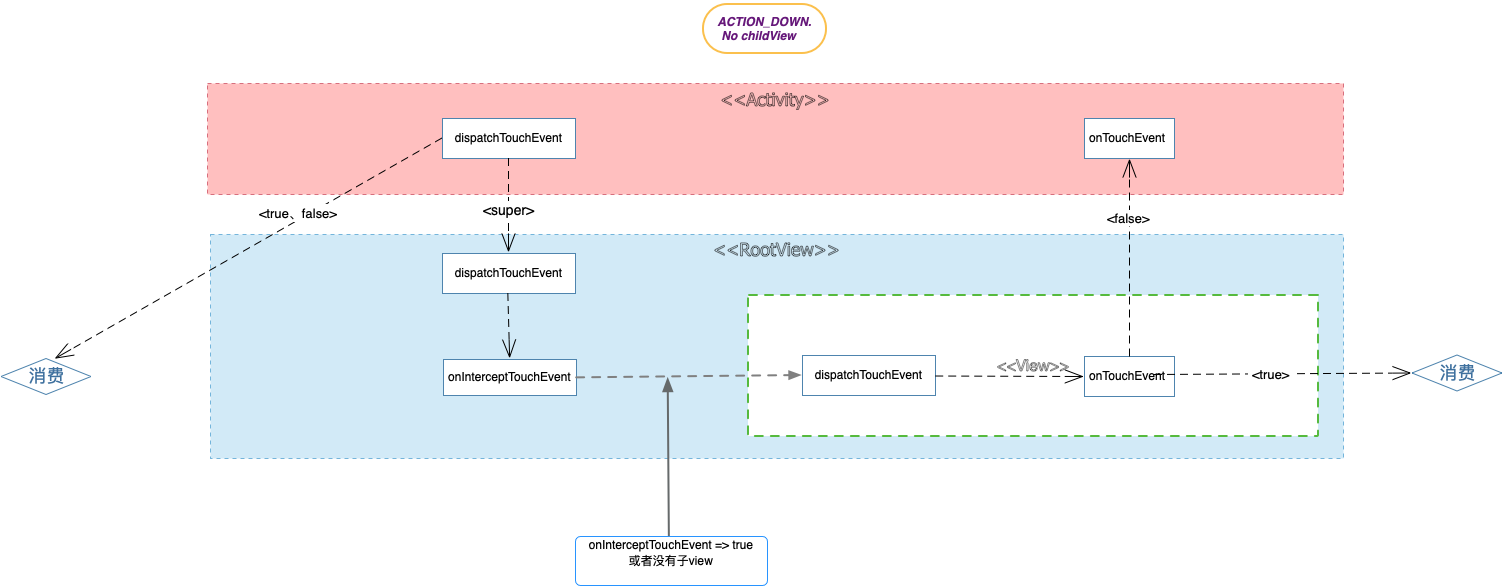 ACTION_DOWN.
No childView
<<Activity>>
dispatchTouchEvent
onTouchEvent
<true、false>
<super>
<false>
<<RootView>>
dispatchTouchEvent
消费
onInterceptTouchEvent
dispatchTouchEvent
<<View>>
onTouchEvent
<true>
消费
onInterceptTouchEvent => true
或者没有子view